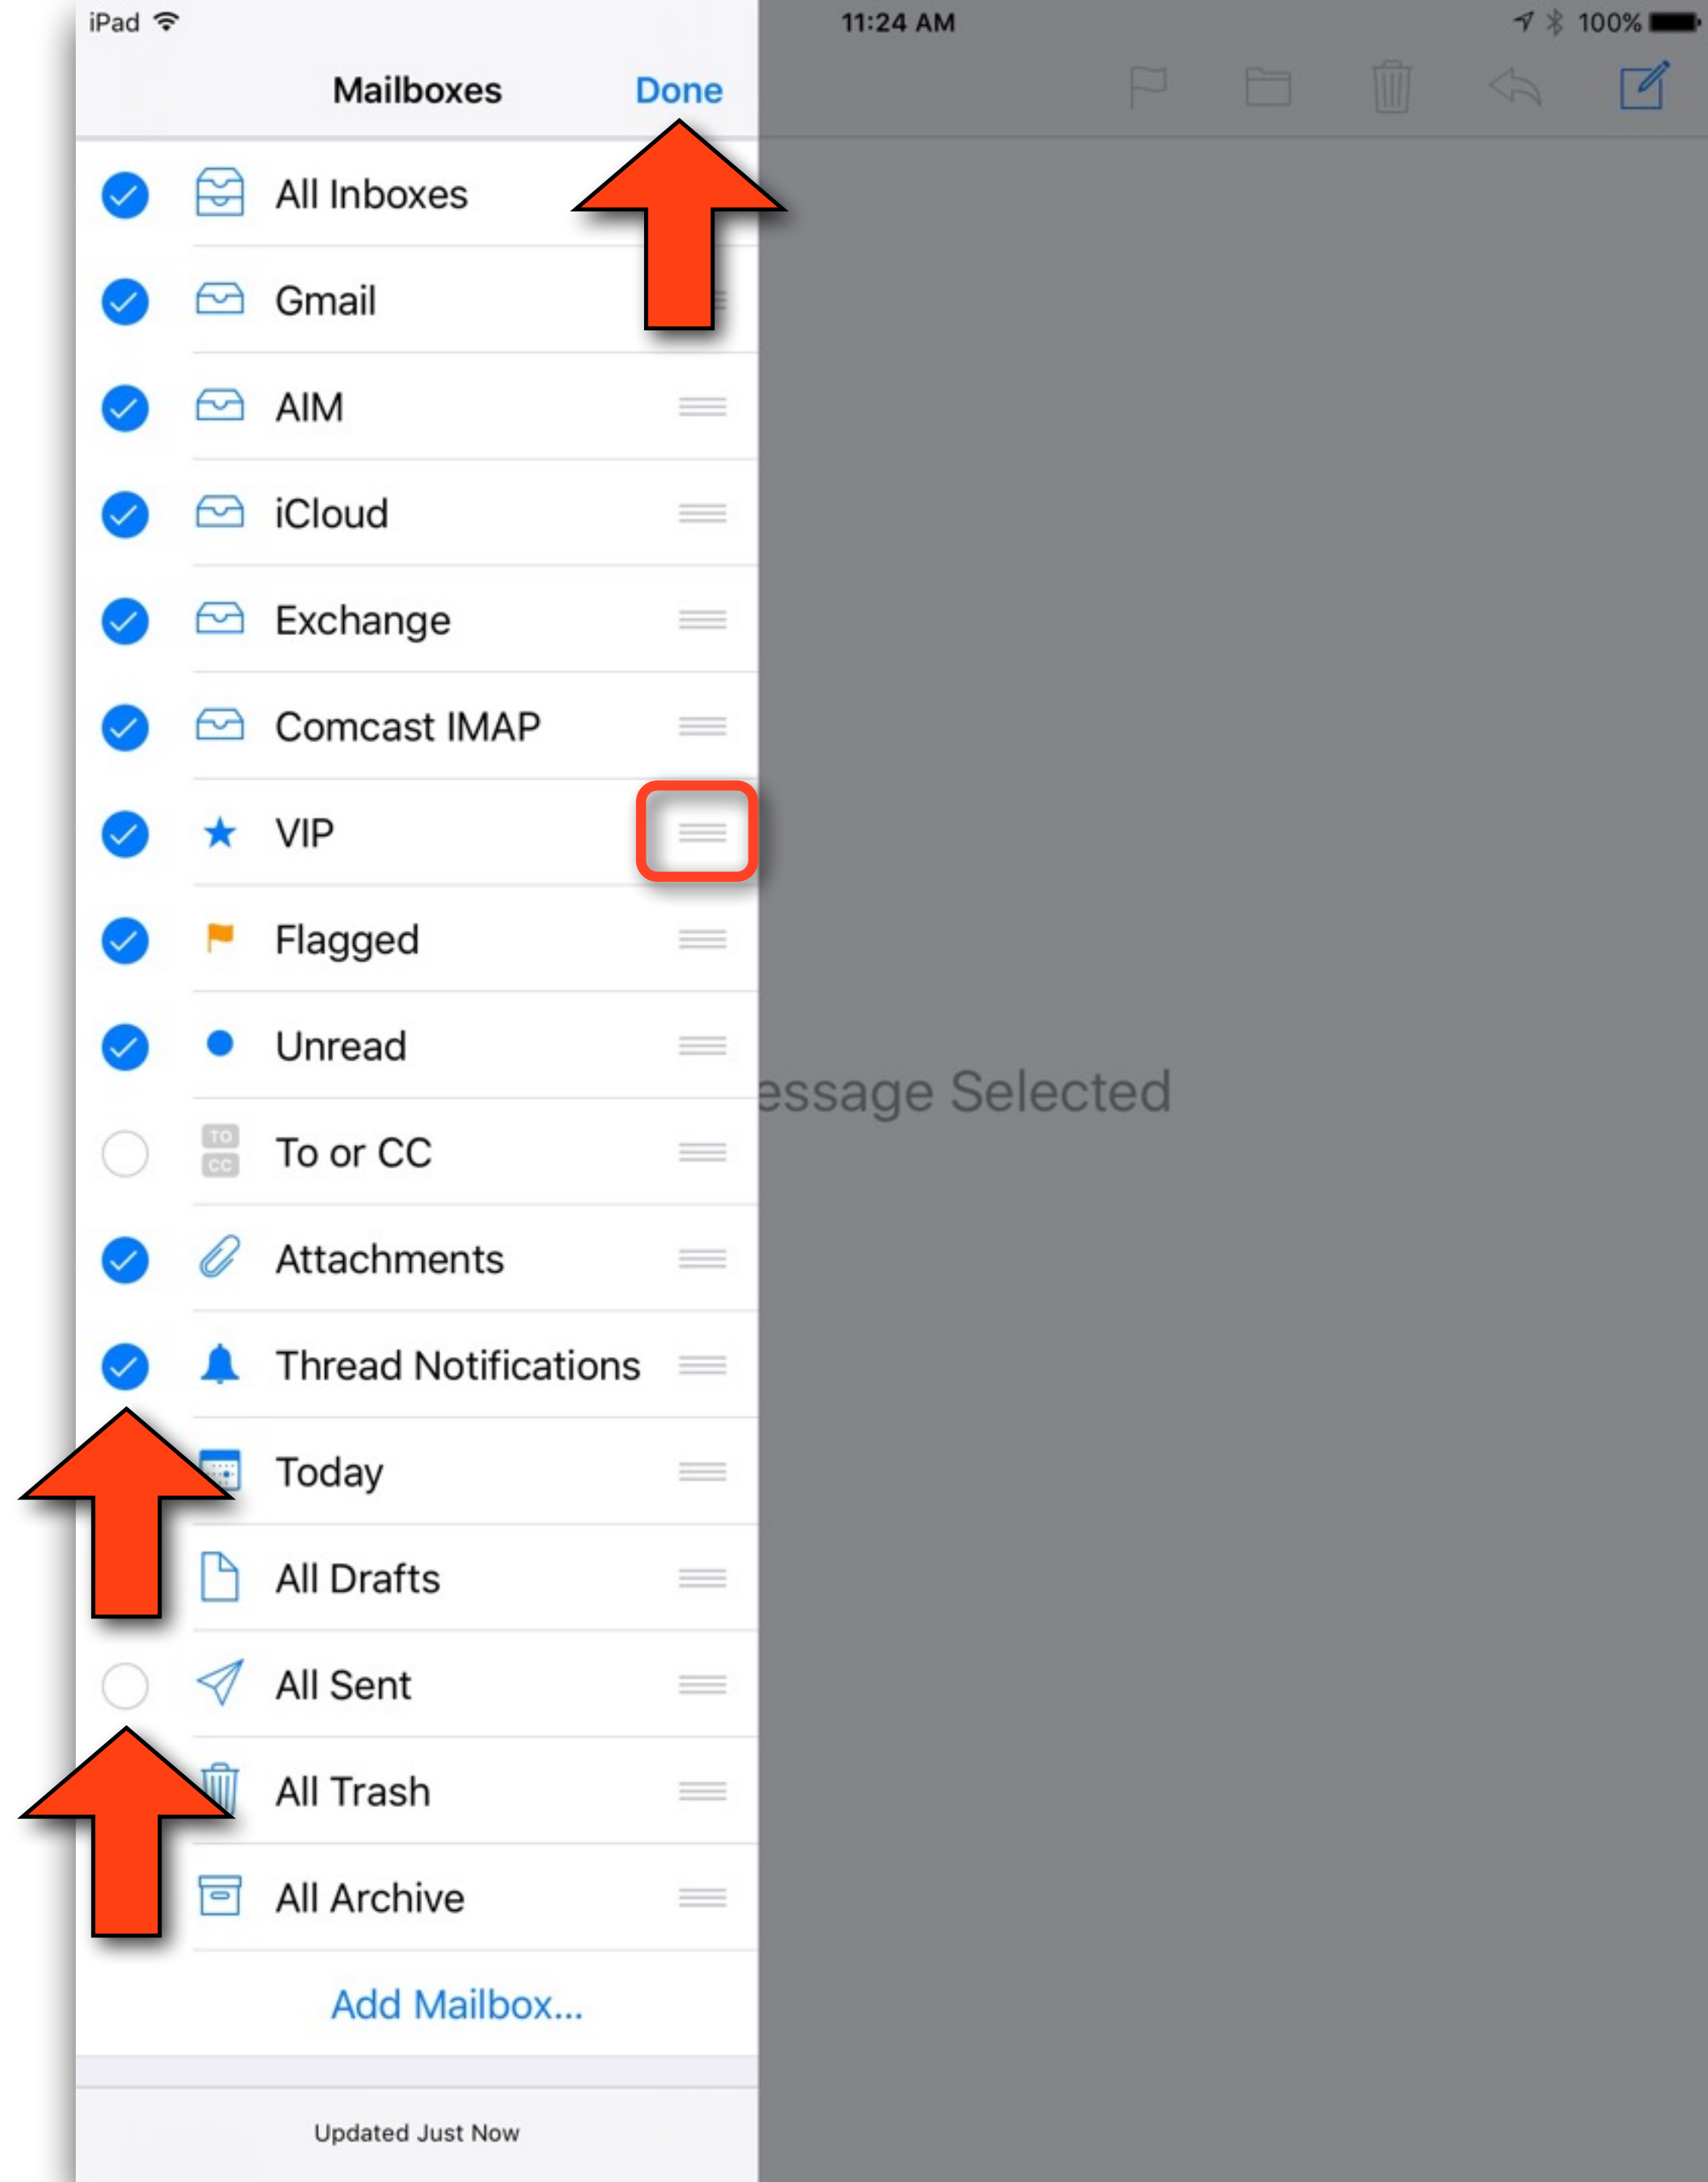 iPad
11:24 AM
100%
Mailboxes
Done
All Inboxes
Gmail
AIM
iCloud
Exchange
Comcast IMAP
VIP
Flagged
Unread
essage Selected
TO
CC
To or CC
Attachments
Thread Notifications
Today
All Drafts
All Sent
All Trash
All Archive
Add Mailbox...
Updated Just Now